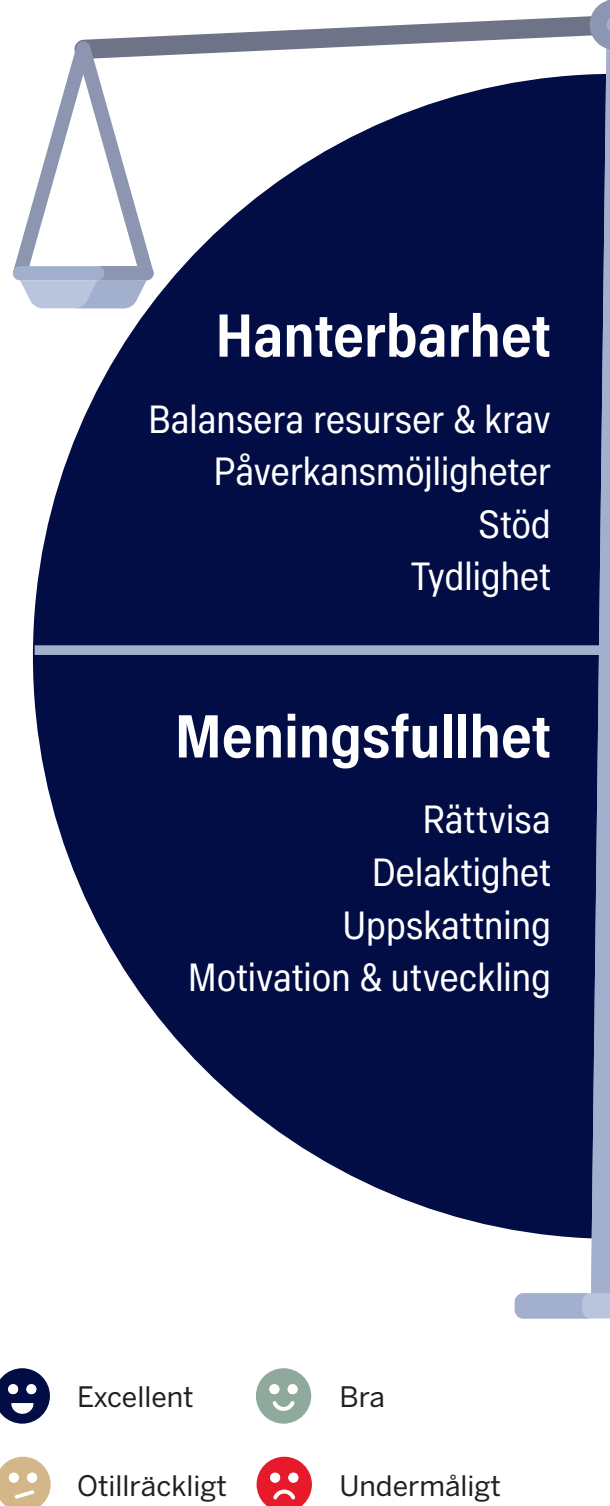 Hanterbarhet
Balansera resurser & krav
Påverkansmöjligheter
Stöd
Tydlighet
Meningsfullhet
Rättvisa
Delaktighet
Uppskattning
Motivation & utveckling
Excellent
Bra
Otillräckligt
Undermåligt